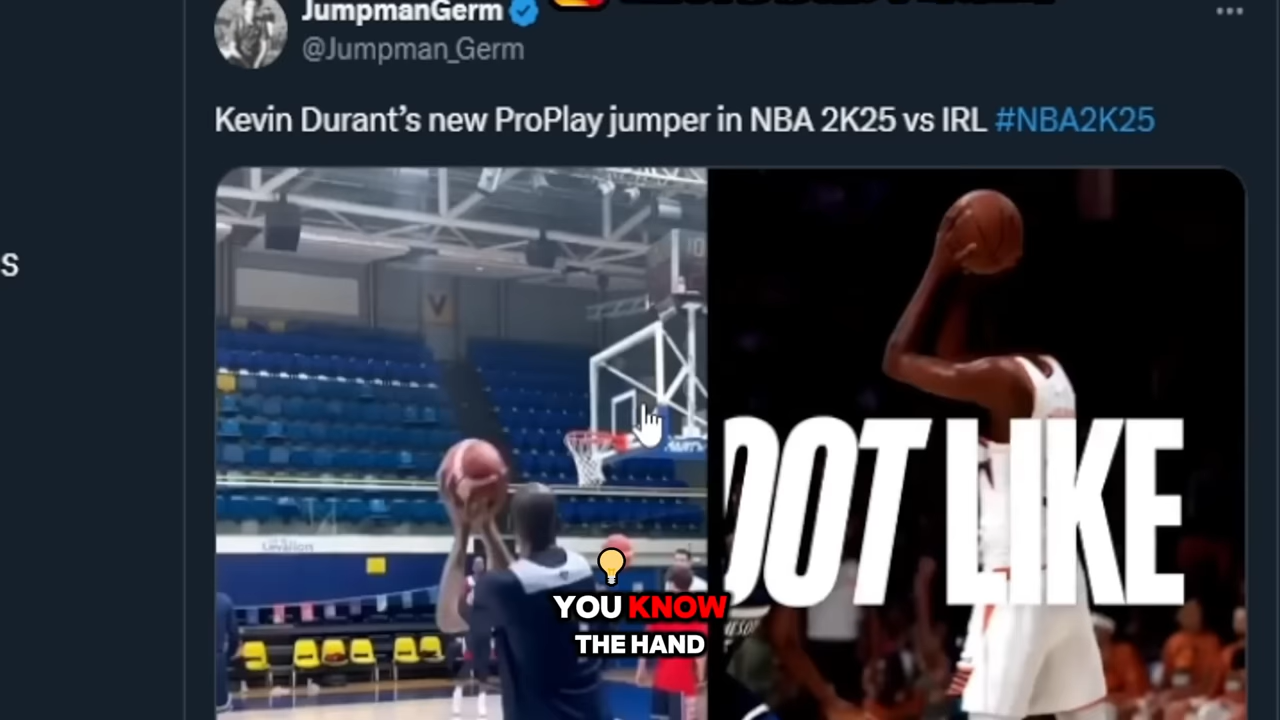 JumpmanGerm
@Jumpman_Germ
Kevin Durant’s new ProPlay jumper in NBA 2K25 vs IRL #NBA2K25
S
V
OOT LIKE
YOU KNOW
THE HAND